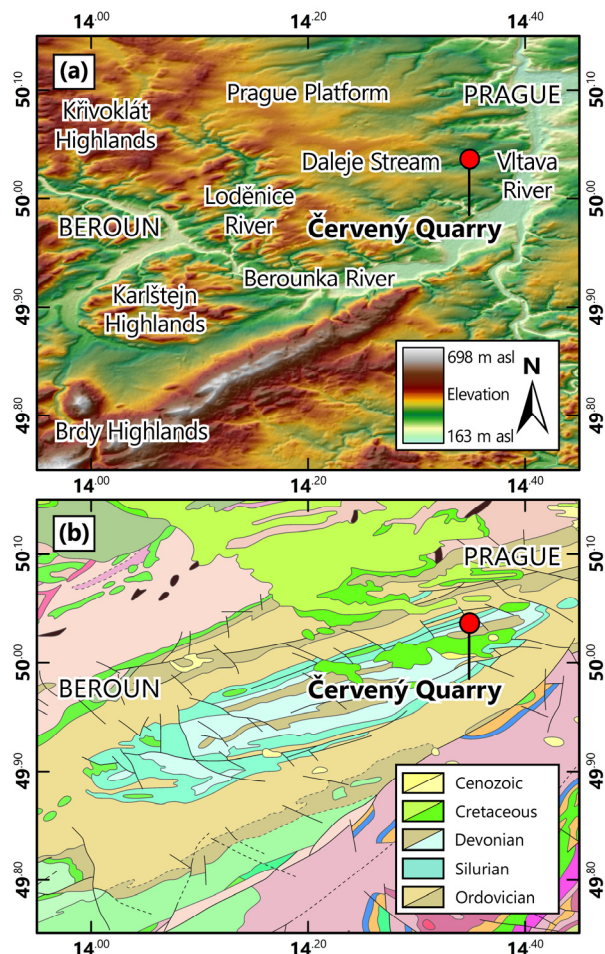 14.00 14.20 14.40
(a)
50.10
Prague Platform
PRAGUE
50.10
Křivoklát
Highlands
Daleje Stream
Vltava
River
50.00
Loděnice
River
50.00
BEROUN
Červený Quarry
Berounka River
49.90
Karlštejn
Highlands
49.90
698 m asl
N
Elevation
49.80
163 m asl
49.80
Brdy Highlands
14.00 14.20 14.40
(b)
50.10
PRAGUE
50.10
50.00
BEROUN
Červený Quarry
50.00
49.90
49.90
Cenozoic
Cretaceous
Devonian
Silurian
Ordovician
49.80
49.80
14.00 14.20 14.40